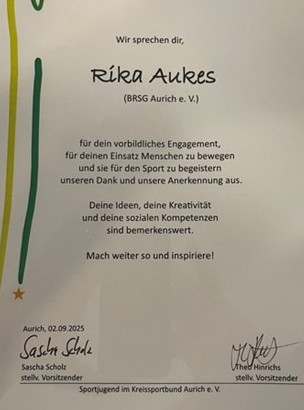 Wir sprechen dir,
Rika Aukes
(BRSG Aurich e. V.)
für dein vorbildliches Engagement,
für deinen Einsatz Menschen zu bewegen
und sie für den Sport zu begeistern
unseren Dank und unsere Anerkennung aus.
Deine Ideen, deine Kreativität
und deine sozialen Kompetenzen
sind bemerkenswert.
Mach weiter so und inspiriere!
Aurich, 02.09.2025
Sascha Scholz
Sascha Scholz
stellv. Vorsitzender
Theo Hinrichs
stellv. Vorsitzender
Sportjugend im Kreissportbund Aurich e. V.